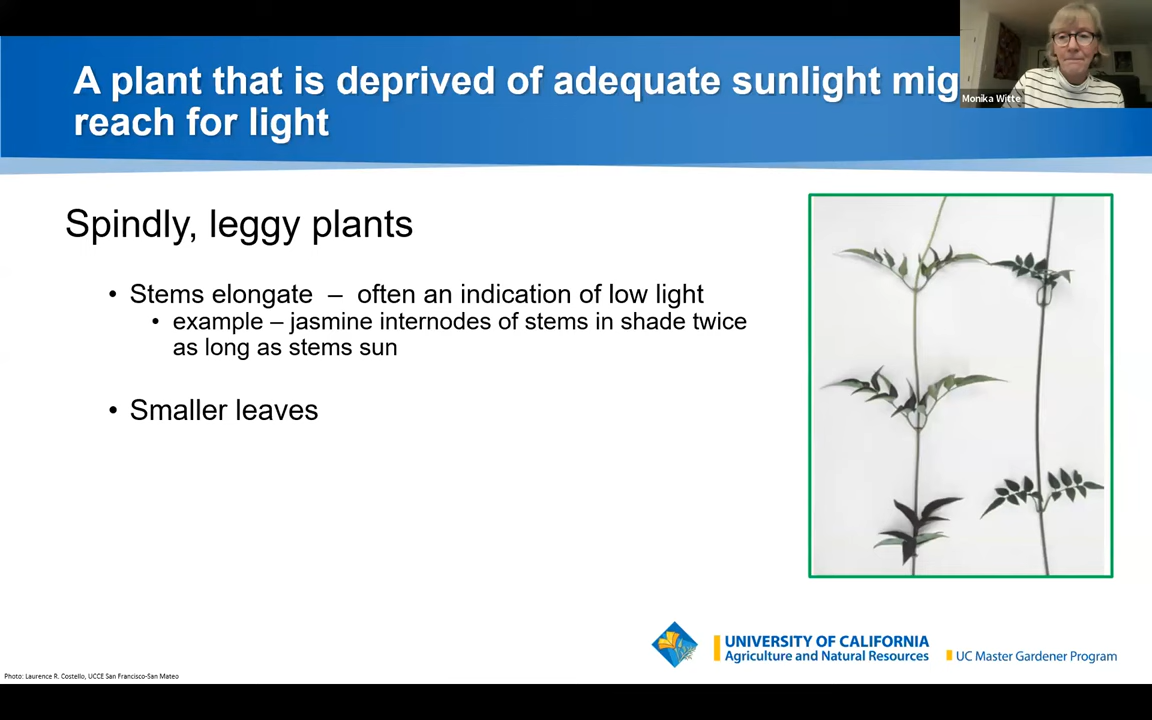 A plant that is deprived of adequate sunlight
reach for light
Monika Witte
Spindly, leggy plants
• Stems elongate – often an indication of low light
• example – jasmine internodes of stems in shade twice
as long as stems sun
• Smaller leaves
UNIVERSITY OF CALIFORNIA
Agriculture and Natural Resources
UC Master Gardener Program
Photo: Laurence R. Costello, UCCE San Francisco-San Mateo